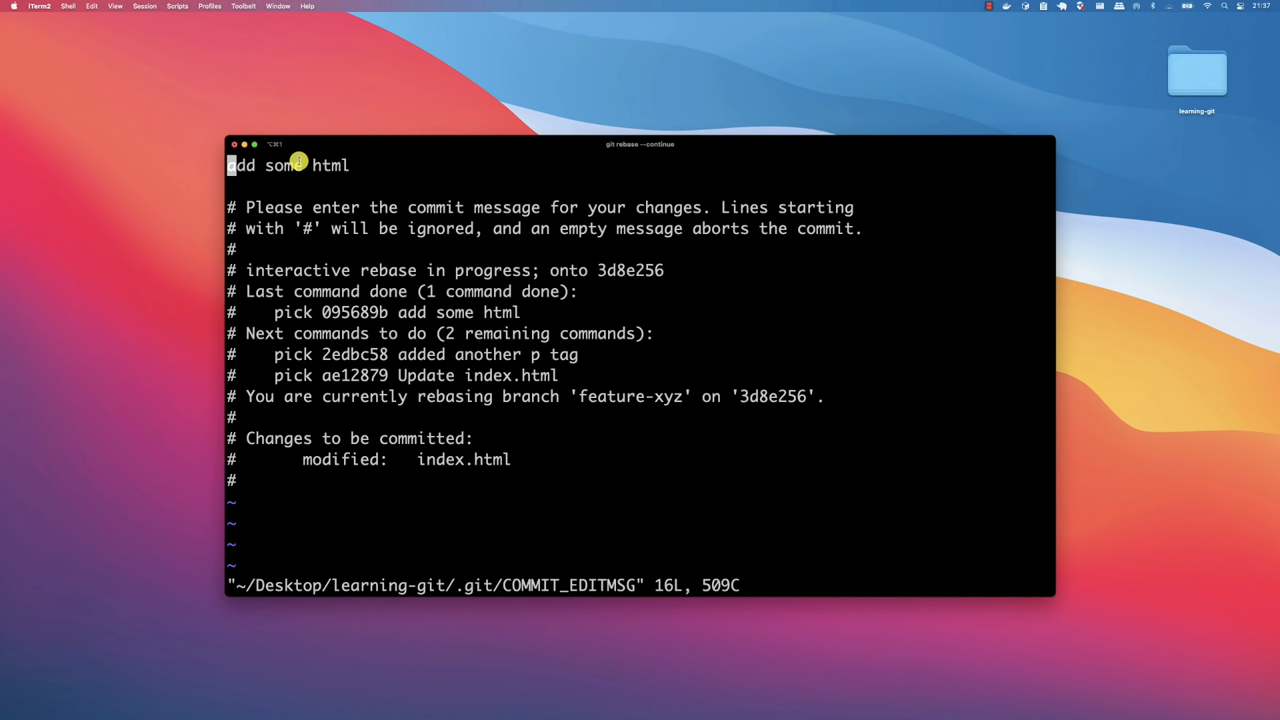 iTerm2 Shell Edit View Session Scripts Profiles Toolbelt Window Help 21:37
learning-git
⌥⌘1 git rebase --continue
add some html
# Please enter the commit message for your changes. Lines starting
# with '#' will be ignored, and an empty message aborts the commit.
#
# interactive rebase in progress; onto 3d8e256
# Last command done (1 command done):
# pick 095689b add some html
# Next commands to do (2 remaining commands):
# pick 2edbc58 added another p tag
# pick ae12879 Update index.html
# You are currently rebasing branch 'feature-xyz' on '3d8e256'.
#
# Changes to be committed:
# modified: index.html
#
~
~
~
~
"~/Desktop/learning-git/.git/COMMIT_EDITMSG" 16L, 509C